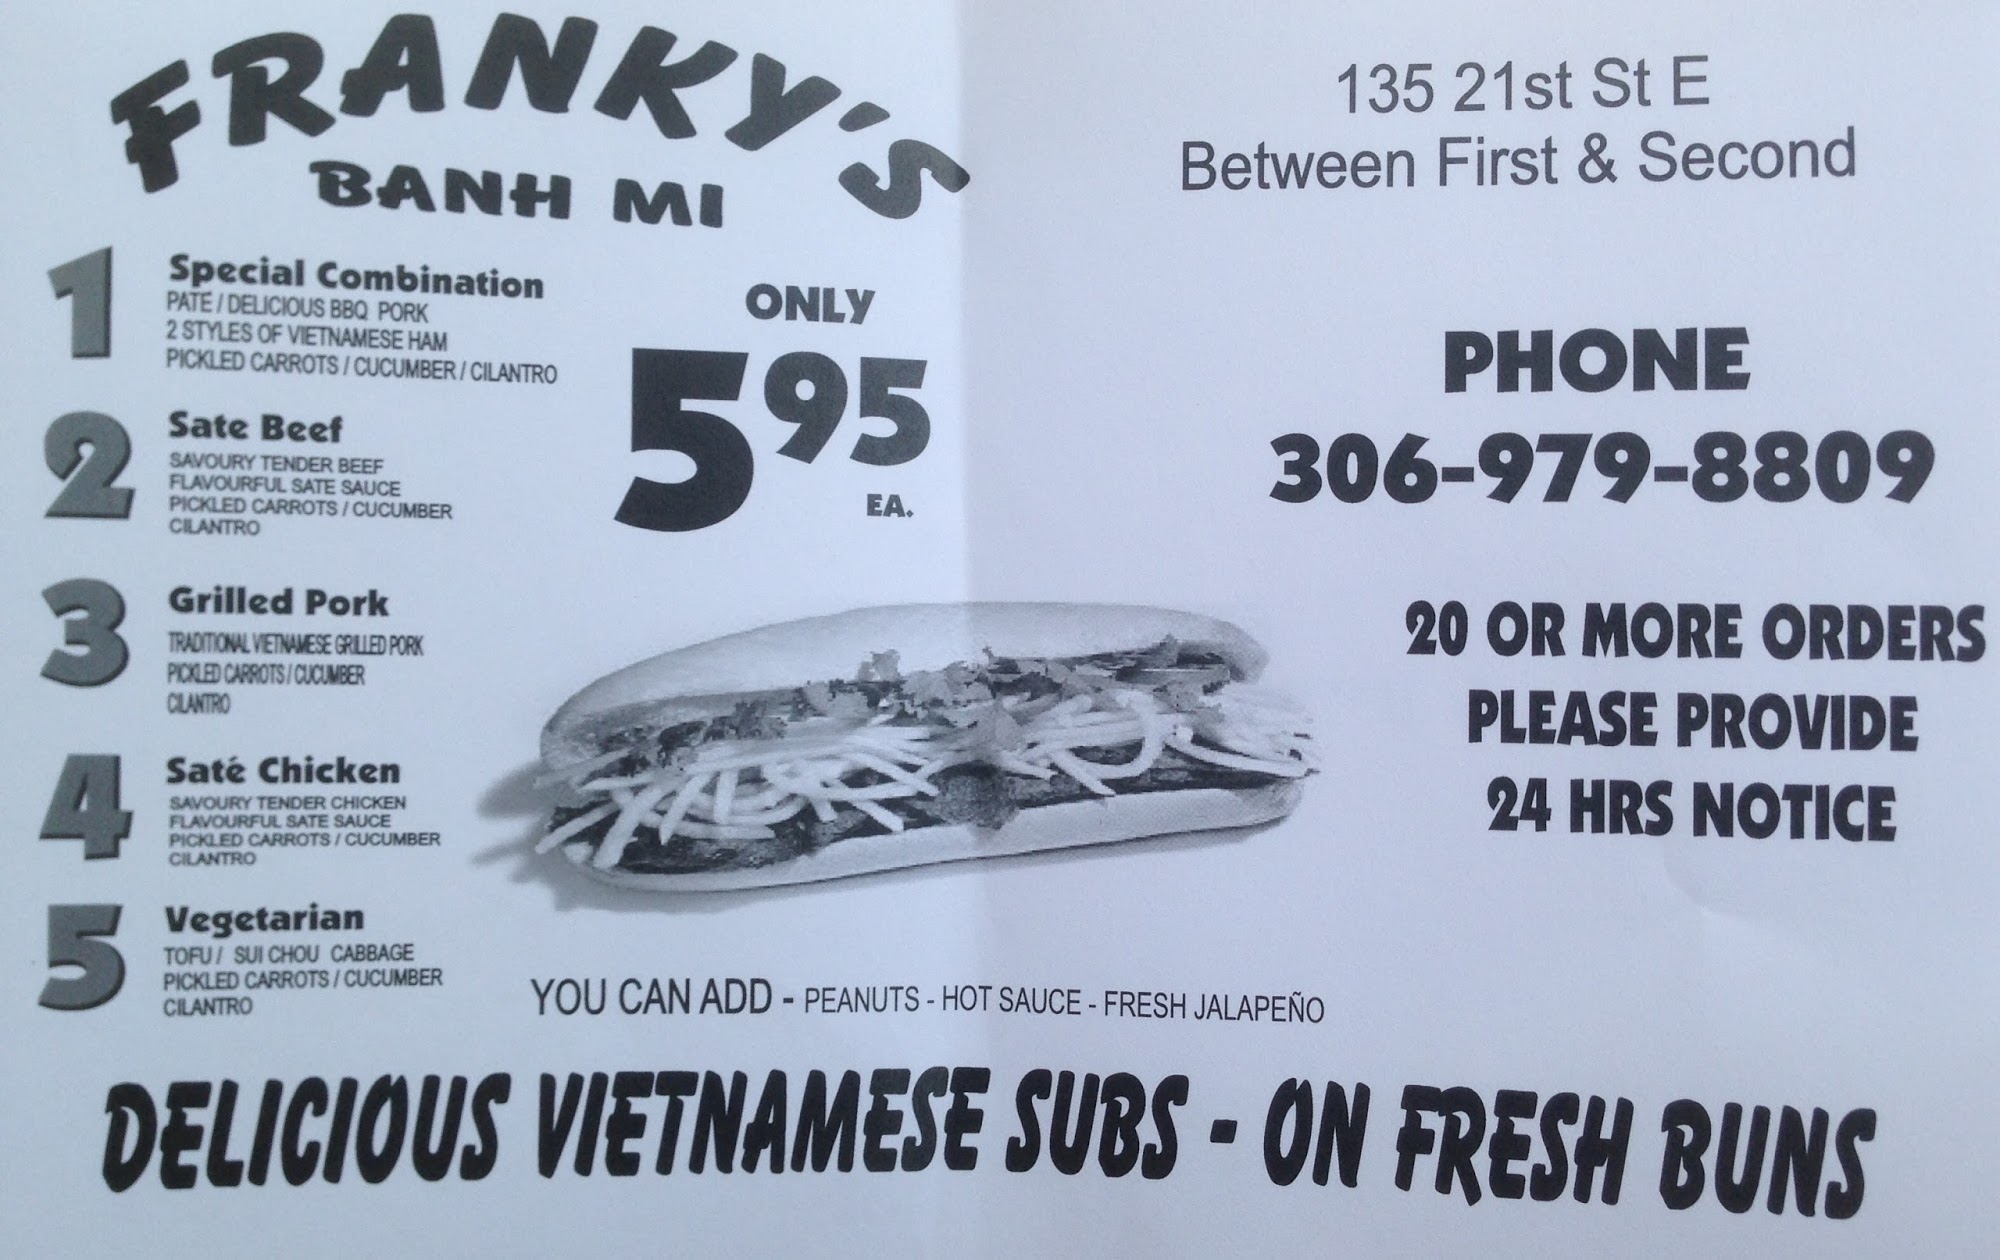 FRANKY'S
BANH MI
1 Special Combination
PATE / DELICIOUS BBQ PORK
2 STYLES OF VIETNAMESE HAM
PICKLED CARROTS / CUCUMBER / CILANTRO
2 Sate Beef
SAVOURY TENDER BEEF
FLAVOURFUL SATE SAUCE
PICKLED CARROTS / CUCUMBER
CILANTRO
3 Grilled Pork
TRADITIONAL VIETNAMESE GRILLED PORK
PICKLED CARROTS / CUCUMBER
CILANTRO
4 Saté Chicken
SAVOURY TENDER CHICKEN
FLAVOURFUL SATE SAUCE
PICKLED CARROTS / CUCUMBER
CILANTRO
5 Vegetarian
TOFU / SUI CHOU CABBAGE
PICKLED CARROTS / CUCUMBER
CILANTRO
ONLY
595
EA.
YOU CAN ADD - PEANUTS - HOT SAUCE - FRESH JALAPEÑO
135 21st St E
Between First & Second
PHONE
306-979-8809
20 OR MORE ORDERS
PLEASE PROVIDE
24 HRS NOTICE
DELICIOUS VIETNAMESE SUBS - ON FRESH BUNS